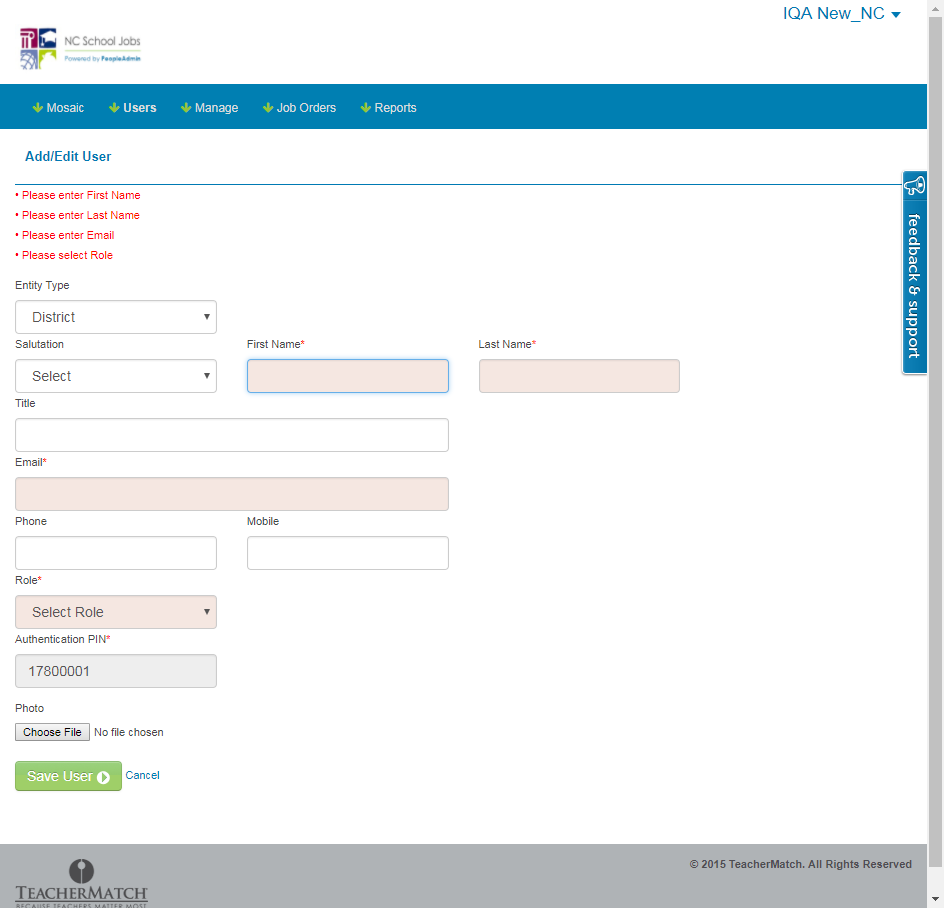 IQA New_NC
NC School Jobs
Powered by PeopleAdmin
Mosaic Users Manage Job Orders Reports
Add/Edit User
• Please enter First Name
• Please enter Last Name
• Please enter Email
• Please select Role
feedback & support
Entity Type
District
Salutation First Name* Last Name*
Select
Title
Email*
Phone Mobile
Role*
Select Role
Authentication PIN*
17800001
Photo
Choose File No file chosen
Save User Cancel
© 2015 TeacherMatch. All Rights Reserved
TEACHERMATCH
BECAUSE TEACHERS MATTER MOST